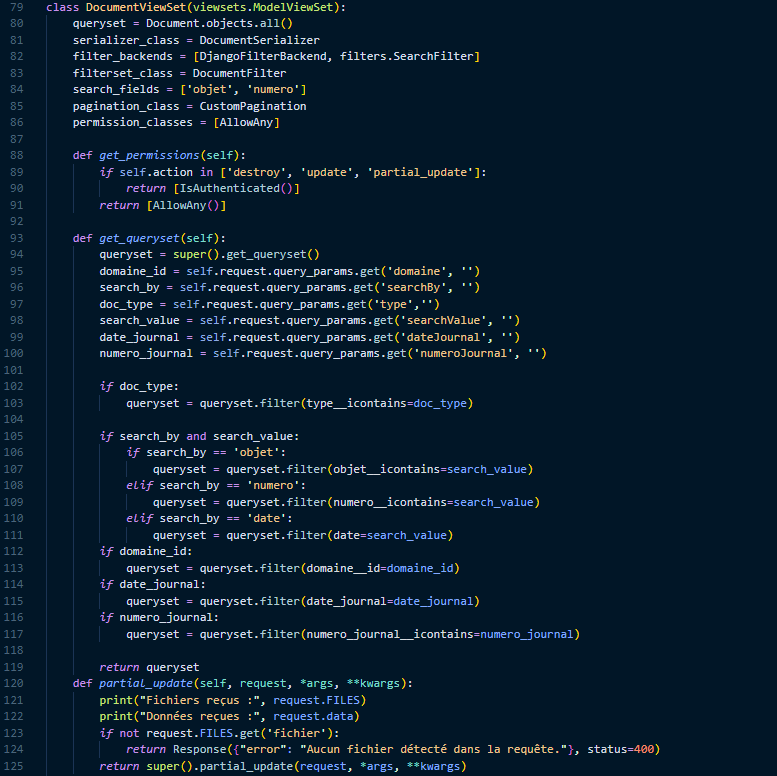 79 class DocumentViewSet(viewsets.ModelViewSet):
80     queryset = Document.objects.all()
81     serializer_class = DocumentSerializer
82     filter_backends = [DjangoFilterBackend, filters.SearchFilter]
83     filterset_class = DocumentFilter
84     search_fields = ['objet', 'numero']
85     pagination_class = CustomPagination
86     permission_classes = [AllowAny]
87
88     def get_permissions(self):
89         if self.action in ['destroy', 'update', 'partial_update']:
90             return [IsAuthenticated()]
91         return [AllowAny()]
92
93     def get_queryset(self):
94         queryset = super().get_queryset()
95         domaine_id = self.request.query_params.get('domaine', '')
96         search_by = self.request.query_params.get('searchBy', '')
97         doc_type = self.request.query_params.get('type','')
98         search_value = self.request.query_params.get('searchValue', '')
99         date_journal = self.request.query_params.get('dateJournal', '')
100         numero_journal = self.request.query_params.get('numeroJournal', '')
101
102         if doc_type:
103             queryset = queryset.filter(type__icontains=doc_type)
104
105         if search_by and search_value:
106             if search_by == 'objet':
107                 queryset = queryset.filter(objet__icontains=search_value)
108             elif search_by == 'numero':
109                 queryset = queryset.filter(numero__icontains=search_value)
110             elif search_by == 'date':
111                 queryset = queryset.filter(date=search_value)
112         if domaine_id:
113             queryset = queryset.filter(domaine__id=domaine_id)
114         if date_journal:
115             queryset = queryset.filter(date_journal=date_journal)
116         if numero_journal:
117             queryset = queryset.filter(numero_journal__icontains=numero_journal)
118
119         return queryset
120     def partial_update(self, request, *args, **kwargs):
121         print("Fichiers reçus :", request.FILES)
122         print("Données reçues :", request.data)
123         if not request.FILES.get('fichier'):
124             return Response({"error": "Aucun fichier détecté dans la requête."}, status=400)
125         return super().partial_update(request, *args, **kwargs)